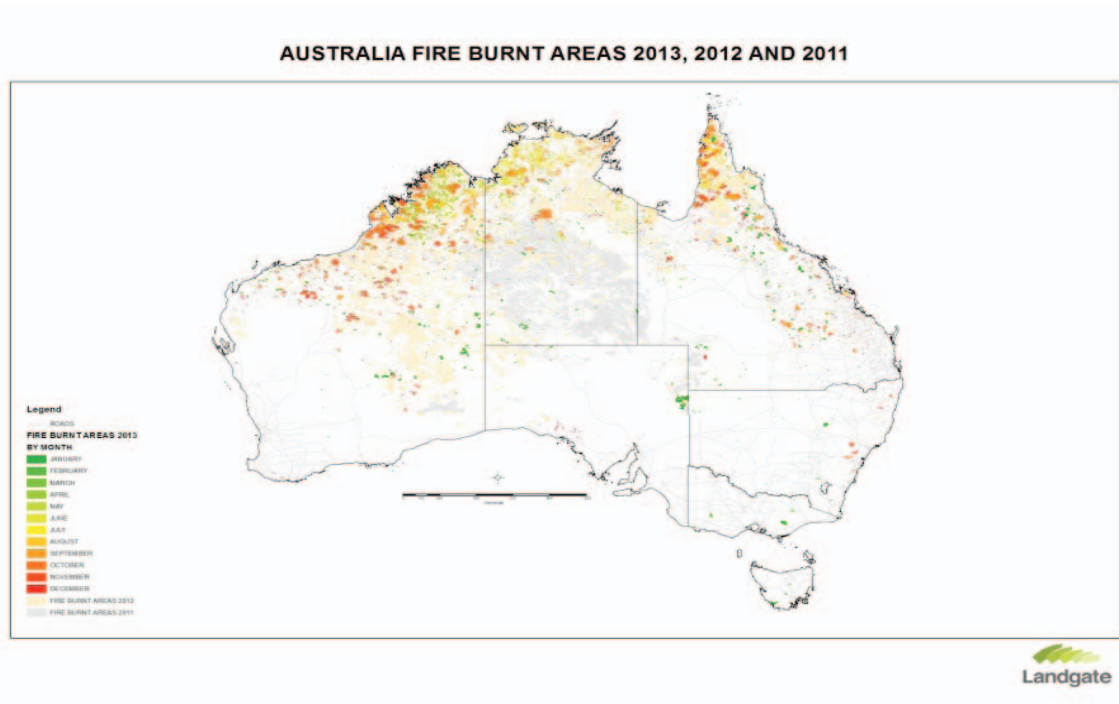 AUSTRALIA FIRE BURNT AREAS 2013, 2012 AND 2011
Legend
ROADS
FIRE BURNT AREAS 2013
BY MONTH
JANUARY
FEBRUARY
MARCH
APRIL
MAY
JUNE
JULY
AUGUST
SEPTEMBER
OCTOBER
NOVEMBER
DECEMBER
FIRE BURNT AREAS 2012
FIRE BURNT AREAS 2011
Landgate